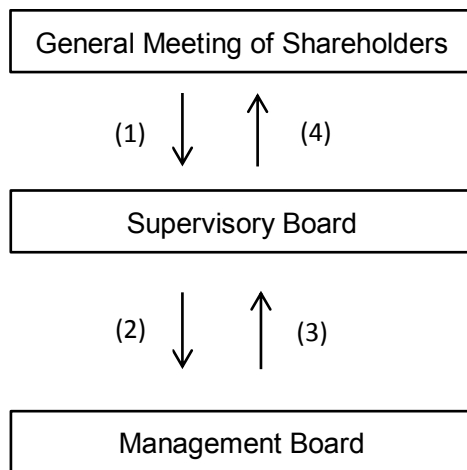 General Meeting of Shareholders
(1) (4)
Supervisory Board
(2) (3)
Management Board